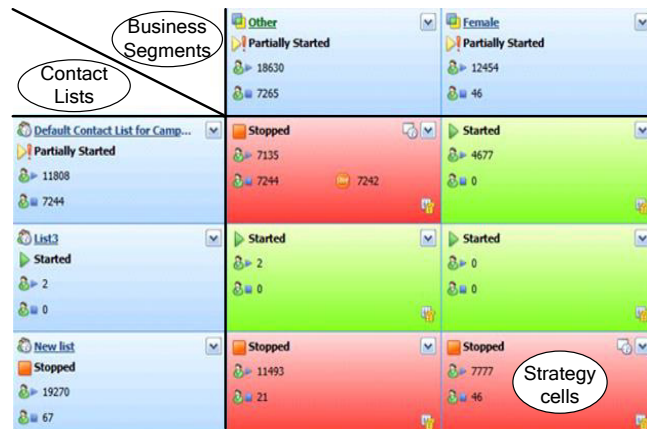 Business
Segments
Contact
Lists
Other
Partially Started
18630
7265
Female
Partially Started
12454
46
Default Contact List for Camp...
Partially Started
11808
7244
Stopped
7135
7244 7242
Started
4677
0
List3
Started
2
0
Started
2
0
Started
0
0
New list
Stopped
19270
67
Stopped
11493
21
Stopped
7777
46
Strategy
cells